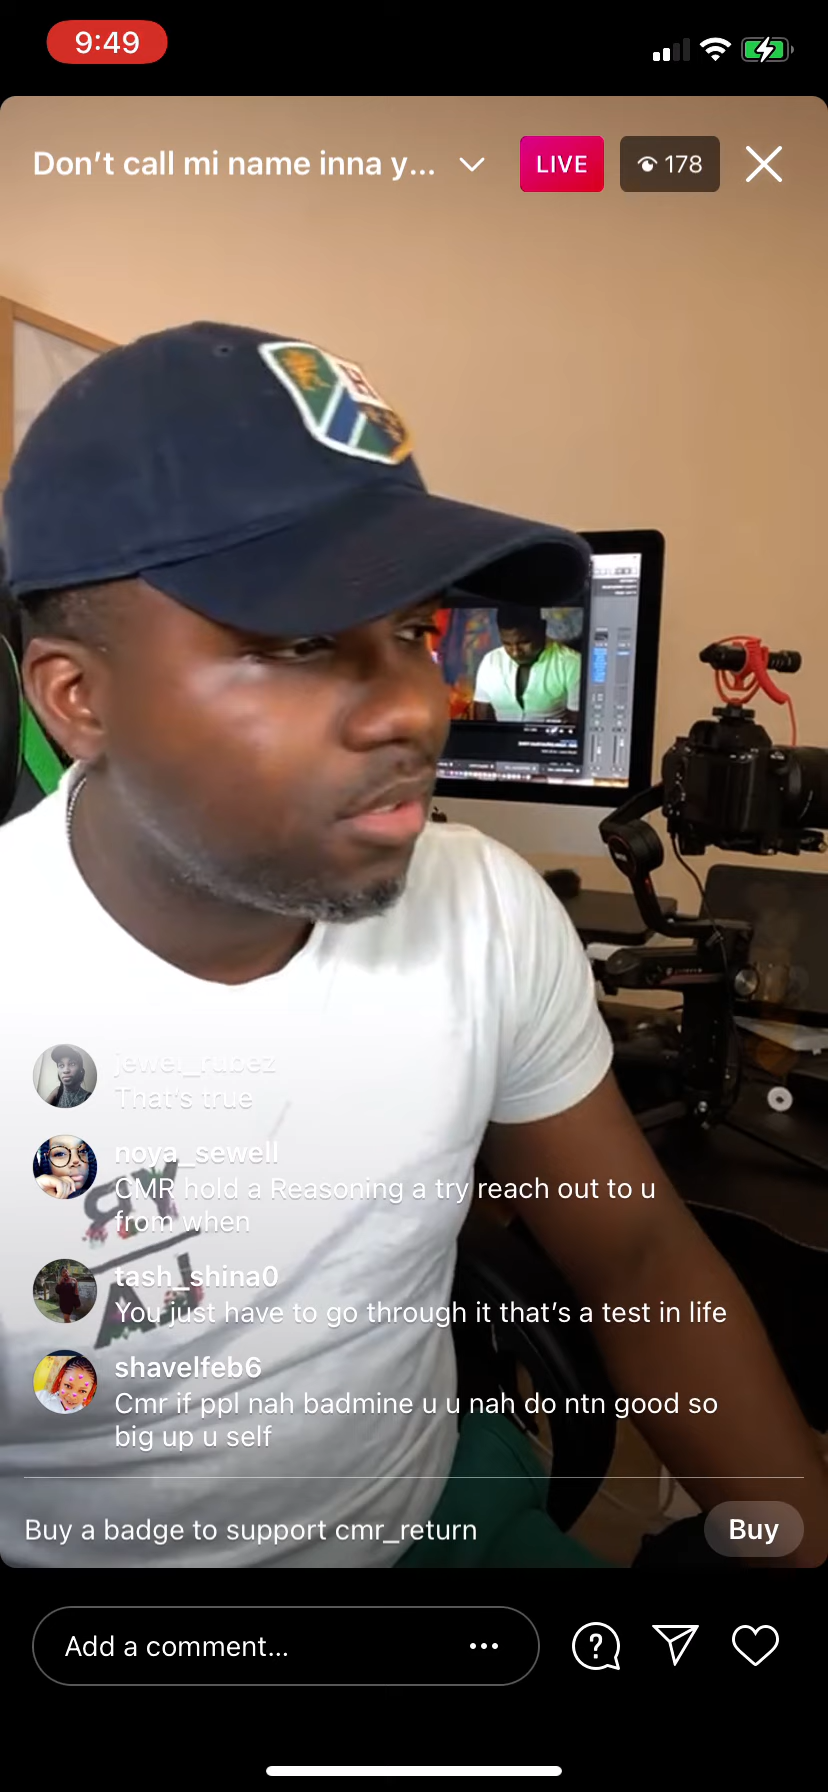 9:49
Don't call mi name inna y...
LIVE
178
jewel_rubez
That's true
noya_sewell
CMR hold a Reasoning a try reach out to u
from when
tash_shina0
You just have to go through it that's a test in life
shavelfeb6
Cmr if ppl nah badmine u u nah do ntn good so
big up u self
Buy a badge to support cmr_return
Buy
Add a comment...